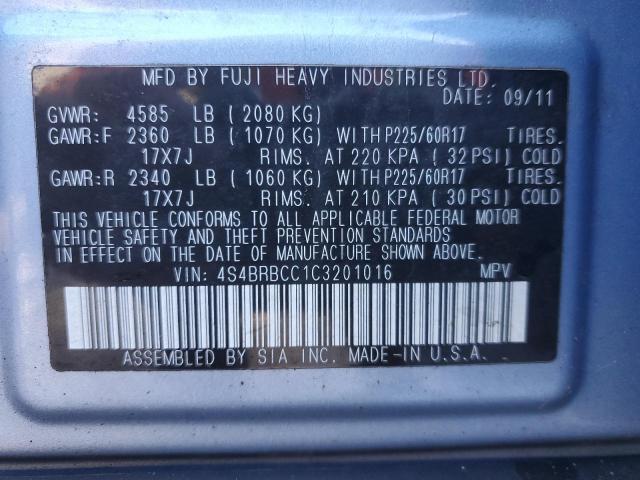 MFD BY FUJI HEAVY INDUSTRIES LTD.
DATE: 09/11
GVWR: 4585 LB ( 2080 KG)
GAWR:F 2360 LB ( 1070 KG) WITH P225/60R17 TIRES.
17X7J RIMS. AT 220 KPA ( 32 PSI) COLD
GAWR:R 2340 LB ( 1060 KG) WITH P225/60R17 TIRES.
17X7J RIMS. AT 210 KPA ( 30 PSI) COLD
THIS VEHICLE CONFORMS TO ALL APPLICABLE FEDERAL MOTOR
VEHICLE SAFETY AND THEFT PREVENTION STANDARDS
IN EFFECT ON THE DATE OF MANUFACTURE SHOWN ABOVE.
VIN: 4S4BRBCC1C3201016 MPV
ASSEMBLED BY SIA INC. MADE-IN U.S.A.